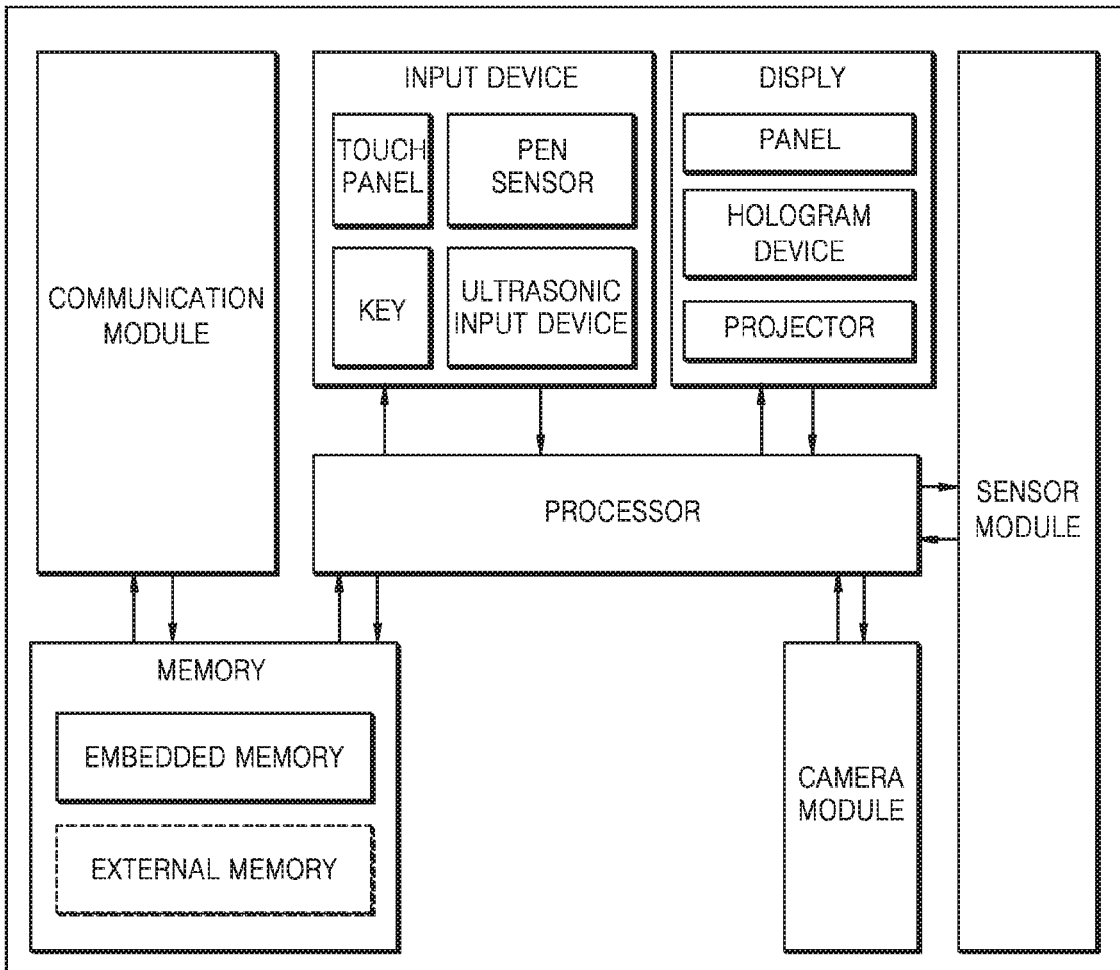 COMMUNICATION
MODULE
INPUT DEVICE
TOUCH
PANEL
PEN
SENSOR
KEY
ULTRASONIC
INPUT DEVICE
DISPLY
PANEL
HOLOGRAM
DEVICE
PROJECTOR
PROCESSOR
SENSOR
MODULE
MEMORY
EMBEDDED MEMORY
EXTERNAL MEMORY
CAMERA
MODULE